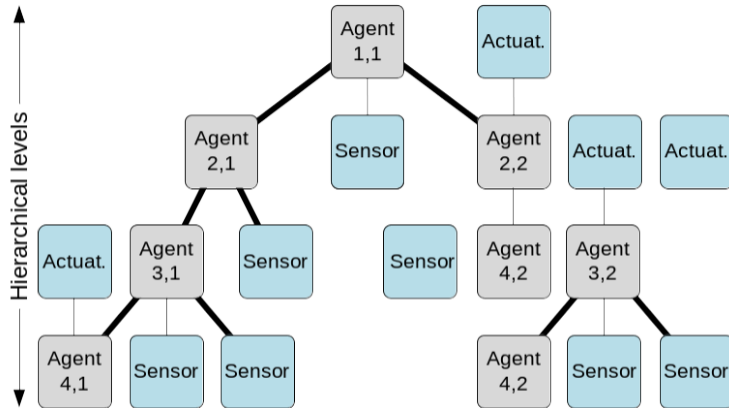 Hierarchical levels
Agent
1,1
Actuat.
Agent
2,1
Sensor
Agent
2,2
Actuat.
Actuat.
Actuat.
Agent
3,1
Sensor
Sensor
Agent
4,2
Agent
3,2
Agent
4,1
Sensor
Sensor
Agent
4,2
Sensor
Sensor